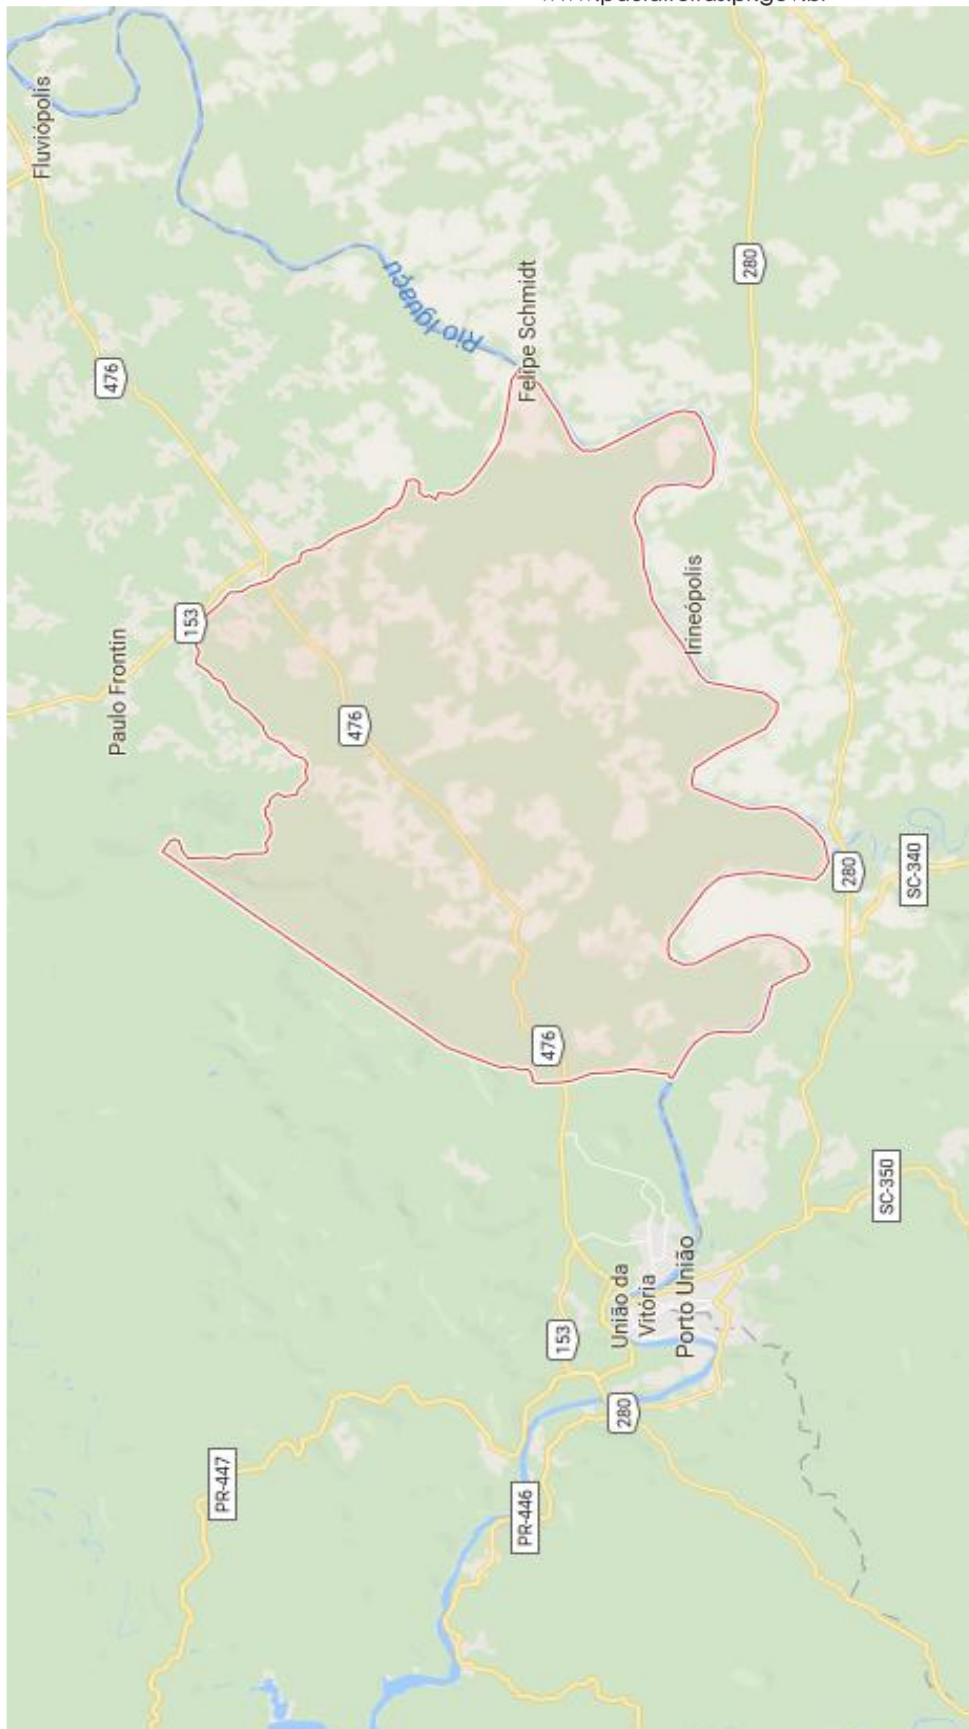 Fluviópolis
476
Rio Iguaçu
Felipe Schmidt
280
153
Paulo Frontin
476
Irineópolis
280
SC-340
476
SC-350
União da
Vitória
Porto União
153
280
PR-447
PR-446